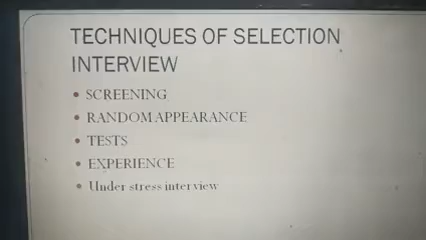 TECHNIQUES OF SELECTION
INTERVIEW
• SCREENING
• RANDOM APPEARANCE
• TESTS
• EXPERIENCE
• Under stress interview